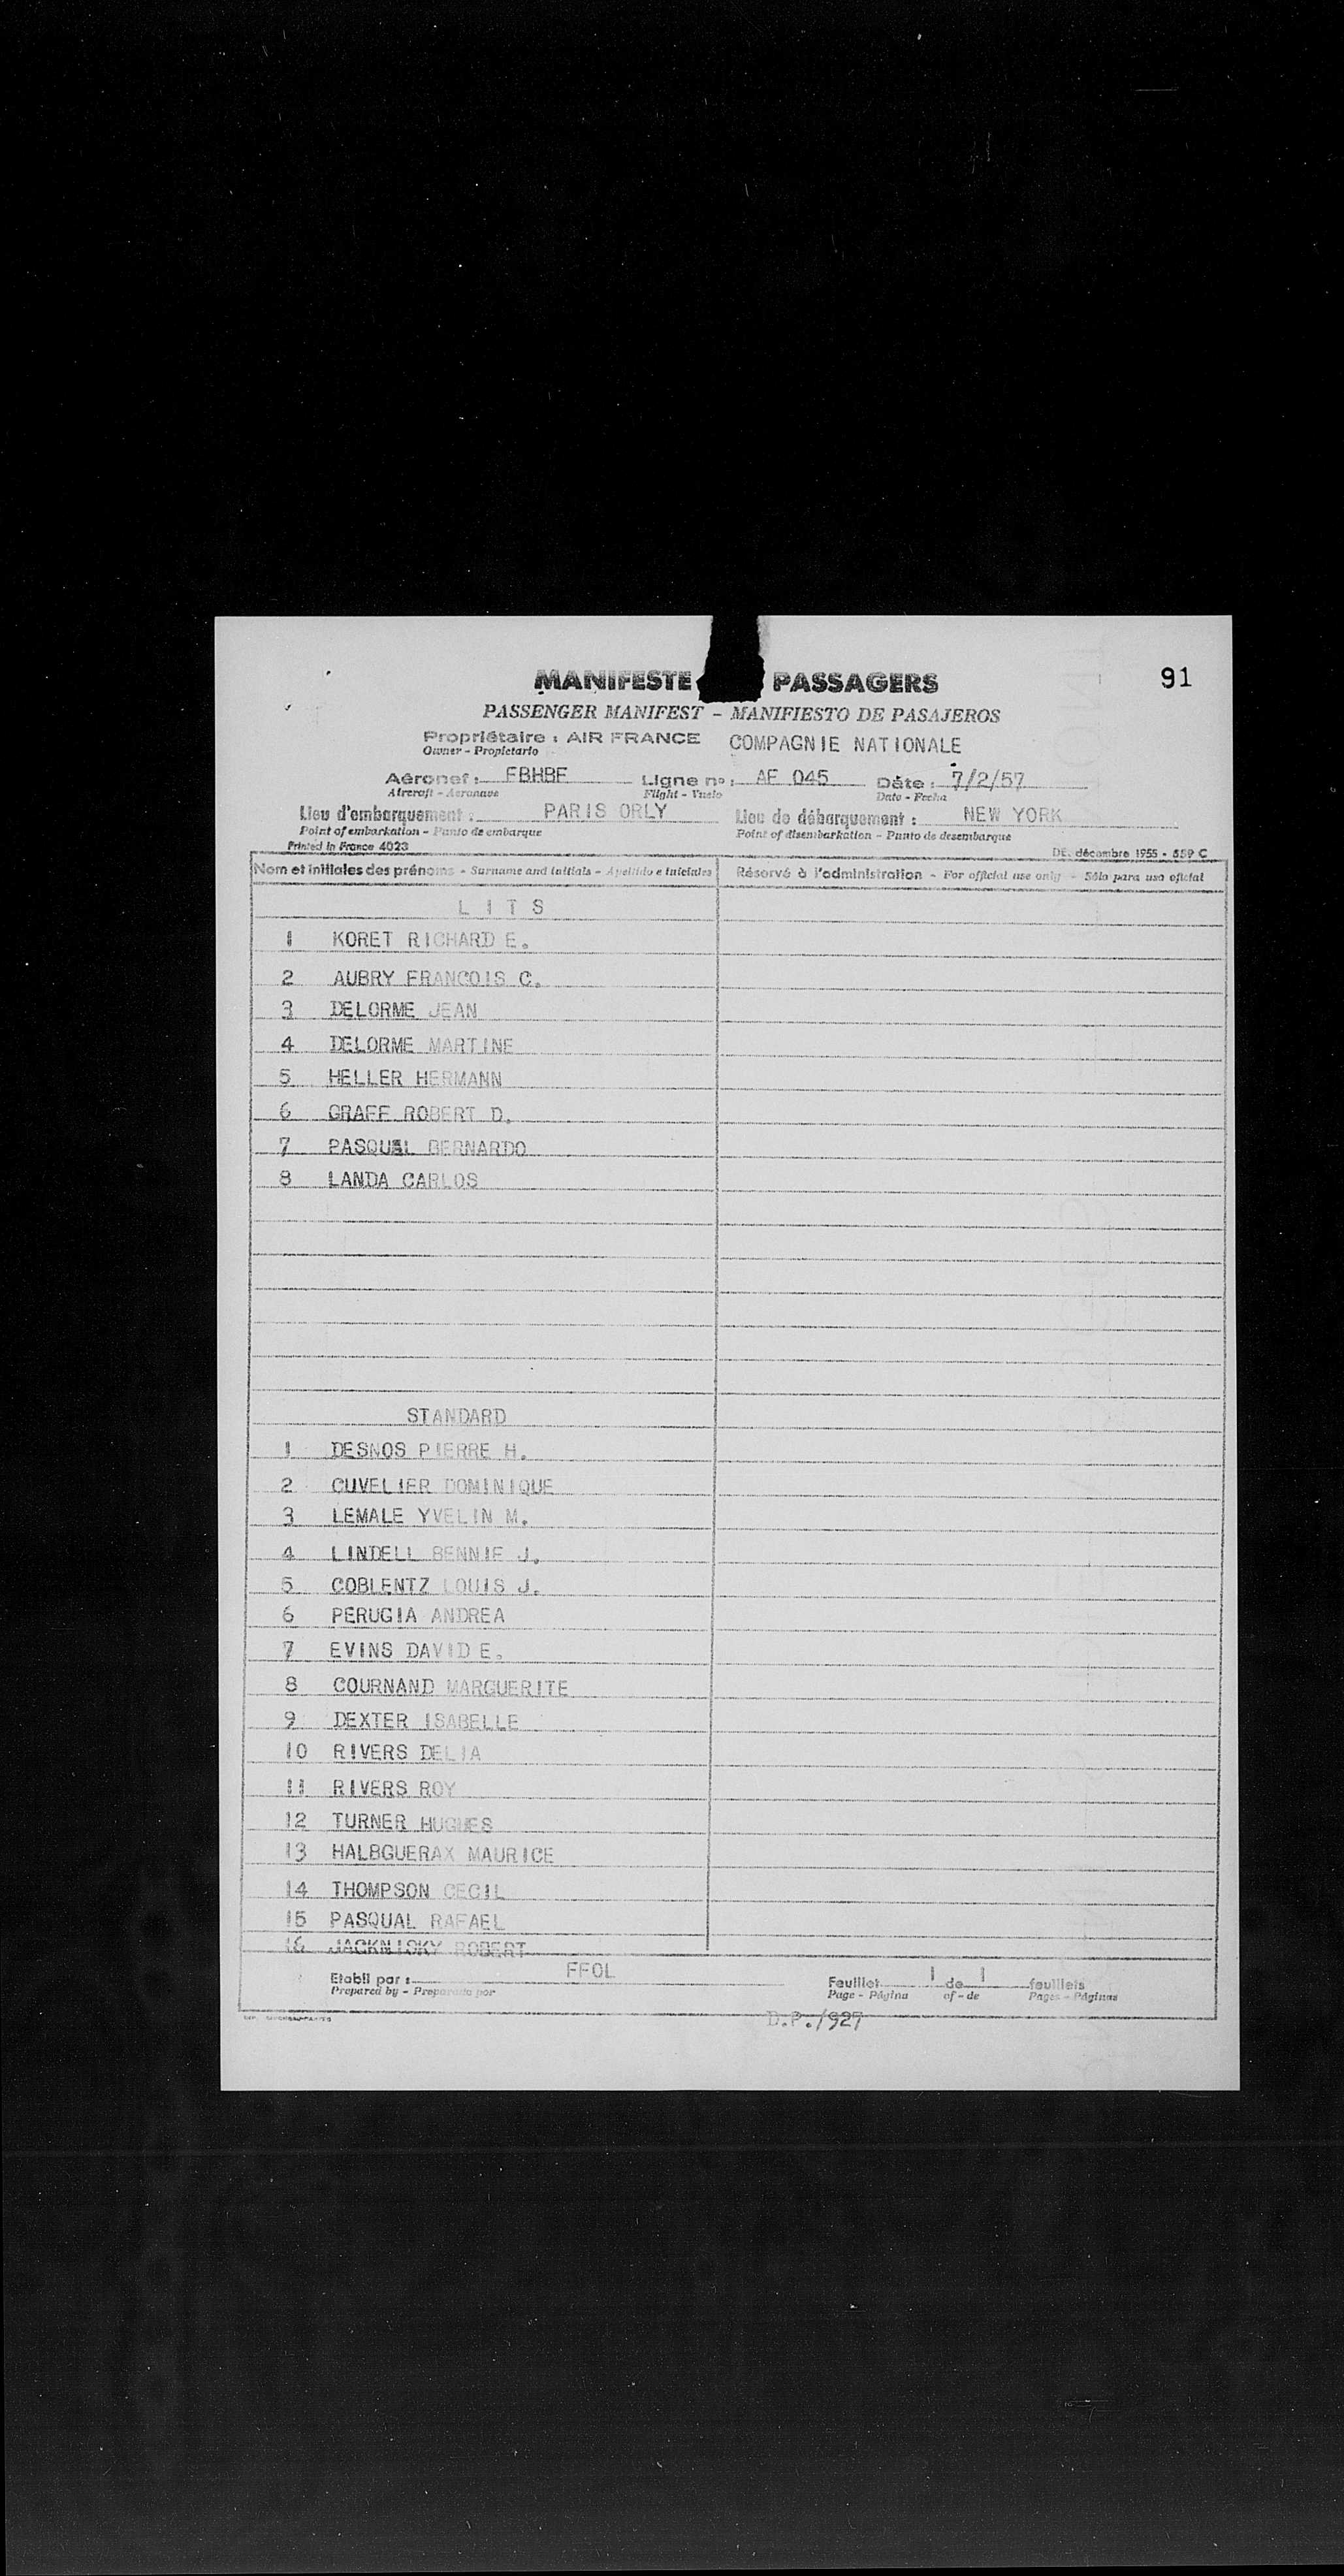 91
MANIFESTE PASSAGERS
PASSENGER MANIFEST - MANIFIESTO DE PASAJEROS
Propriétaire : AIR FRANCE COMPAGNIE NATIONALE
Owner - Propietario
Aéronef : FBHBF Ligne nº : AF 045 Date : 7/2/57
Aircraft - Aeronave Flight - Vuelo Date - Fecha
Lieu d'embarquement : PARIS ORLY Lieu de débarquement : NEW YORK
Point of embarkation - Punto de embarque Point of disembarkation - Punto de desembarque
Printed in France 4023 DE. décembre 1955 - 559 C
Nom et initiales des prénoms - Surname and initials - Apellido e iniciales Réservé à l'administration - For official use only - Sólo para uso oficial
L I T S
1 KORET RICHARD E.
2 AUBRY FRANCOIS C.
3 DELORME JEAN
4 DELORME MARTINE
5 HELLER HERMANN
6 GRAFF ROBERT D.
7 PASQUAL BERNARDO
8 LANDA CARLOS
STANDARD
1 DESNOS PIERRE H.
2 CUVELIER DOMINIQUE
3 LEMALE YVELIN M.
4 LINDELL BENNIE J.
5 COBLENTZ LOUIS J.
6 PERUGIA ANDREA
7 EVINS DAVID E.
8 COURNAND MARGUERITE
9 DEXTER ISABELLE
10 RIVERS DELIA
11 RIVERS ROY
12 TURNER HUGHES
13 HALBGUERAX MAURICE
14 THOMPSON CECIL
15 PASQUAL RAFAEL
16 JACKNISKY ROBERT
Etabli par : FFOL Feuillet 1 de 1 feuillets
Prepared by - Preparado por Page - Página of - de Pages - Páginas
D.P./927